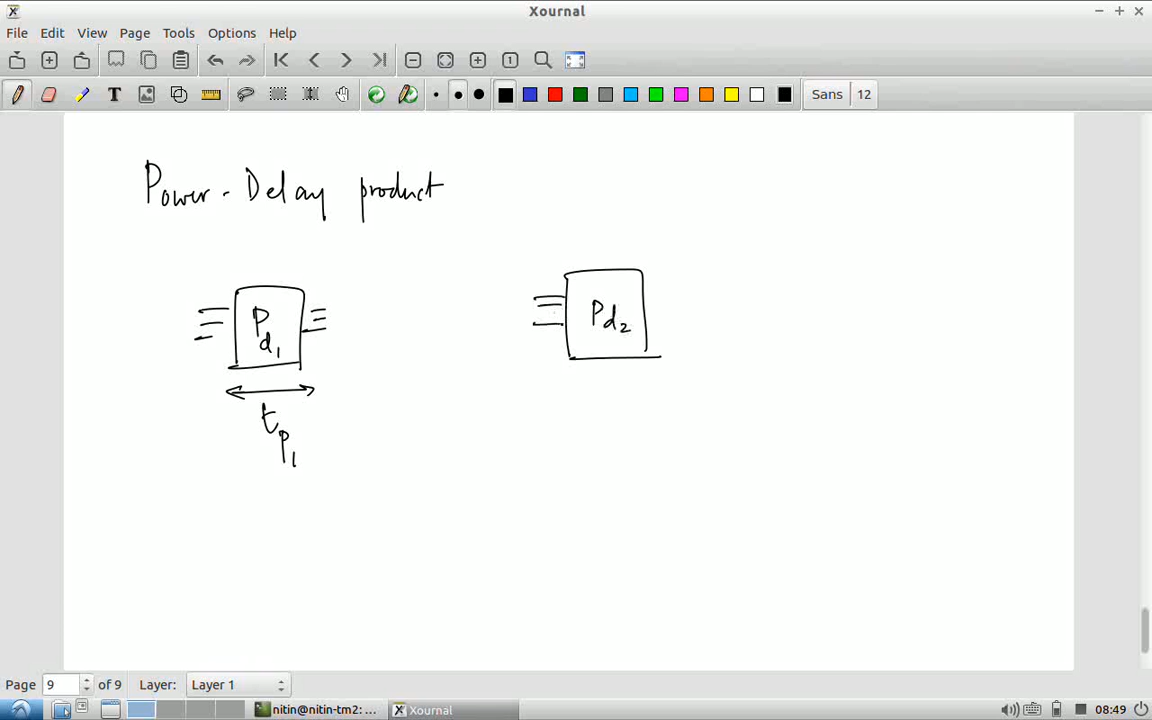 Xournal
File Edit View Page Tools Options Help
Sans 12
Power - Delay product
Pd1
Pd2
tP1
Page 9 of 9 Layer: Layer 1
nitin@nitin-tm2: ... Xournal 08:49